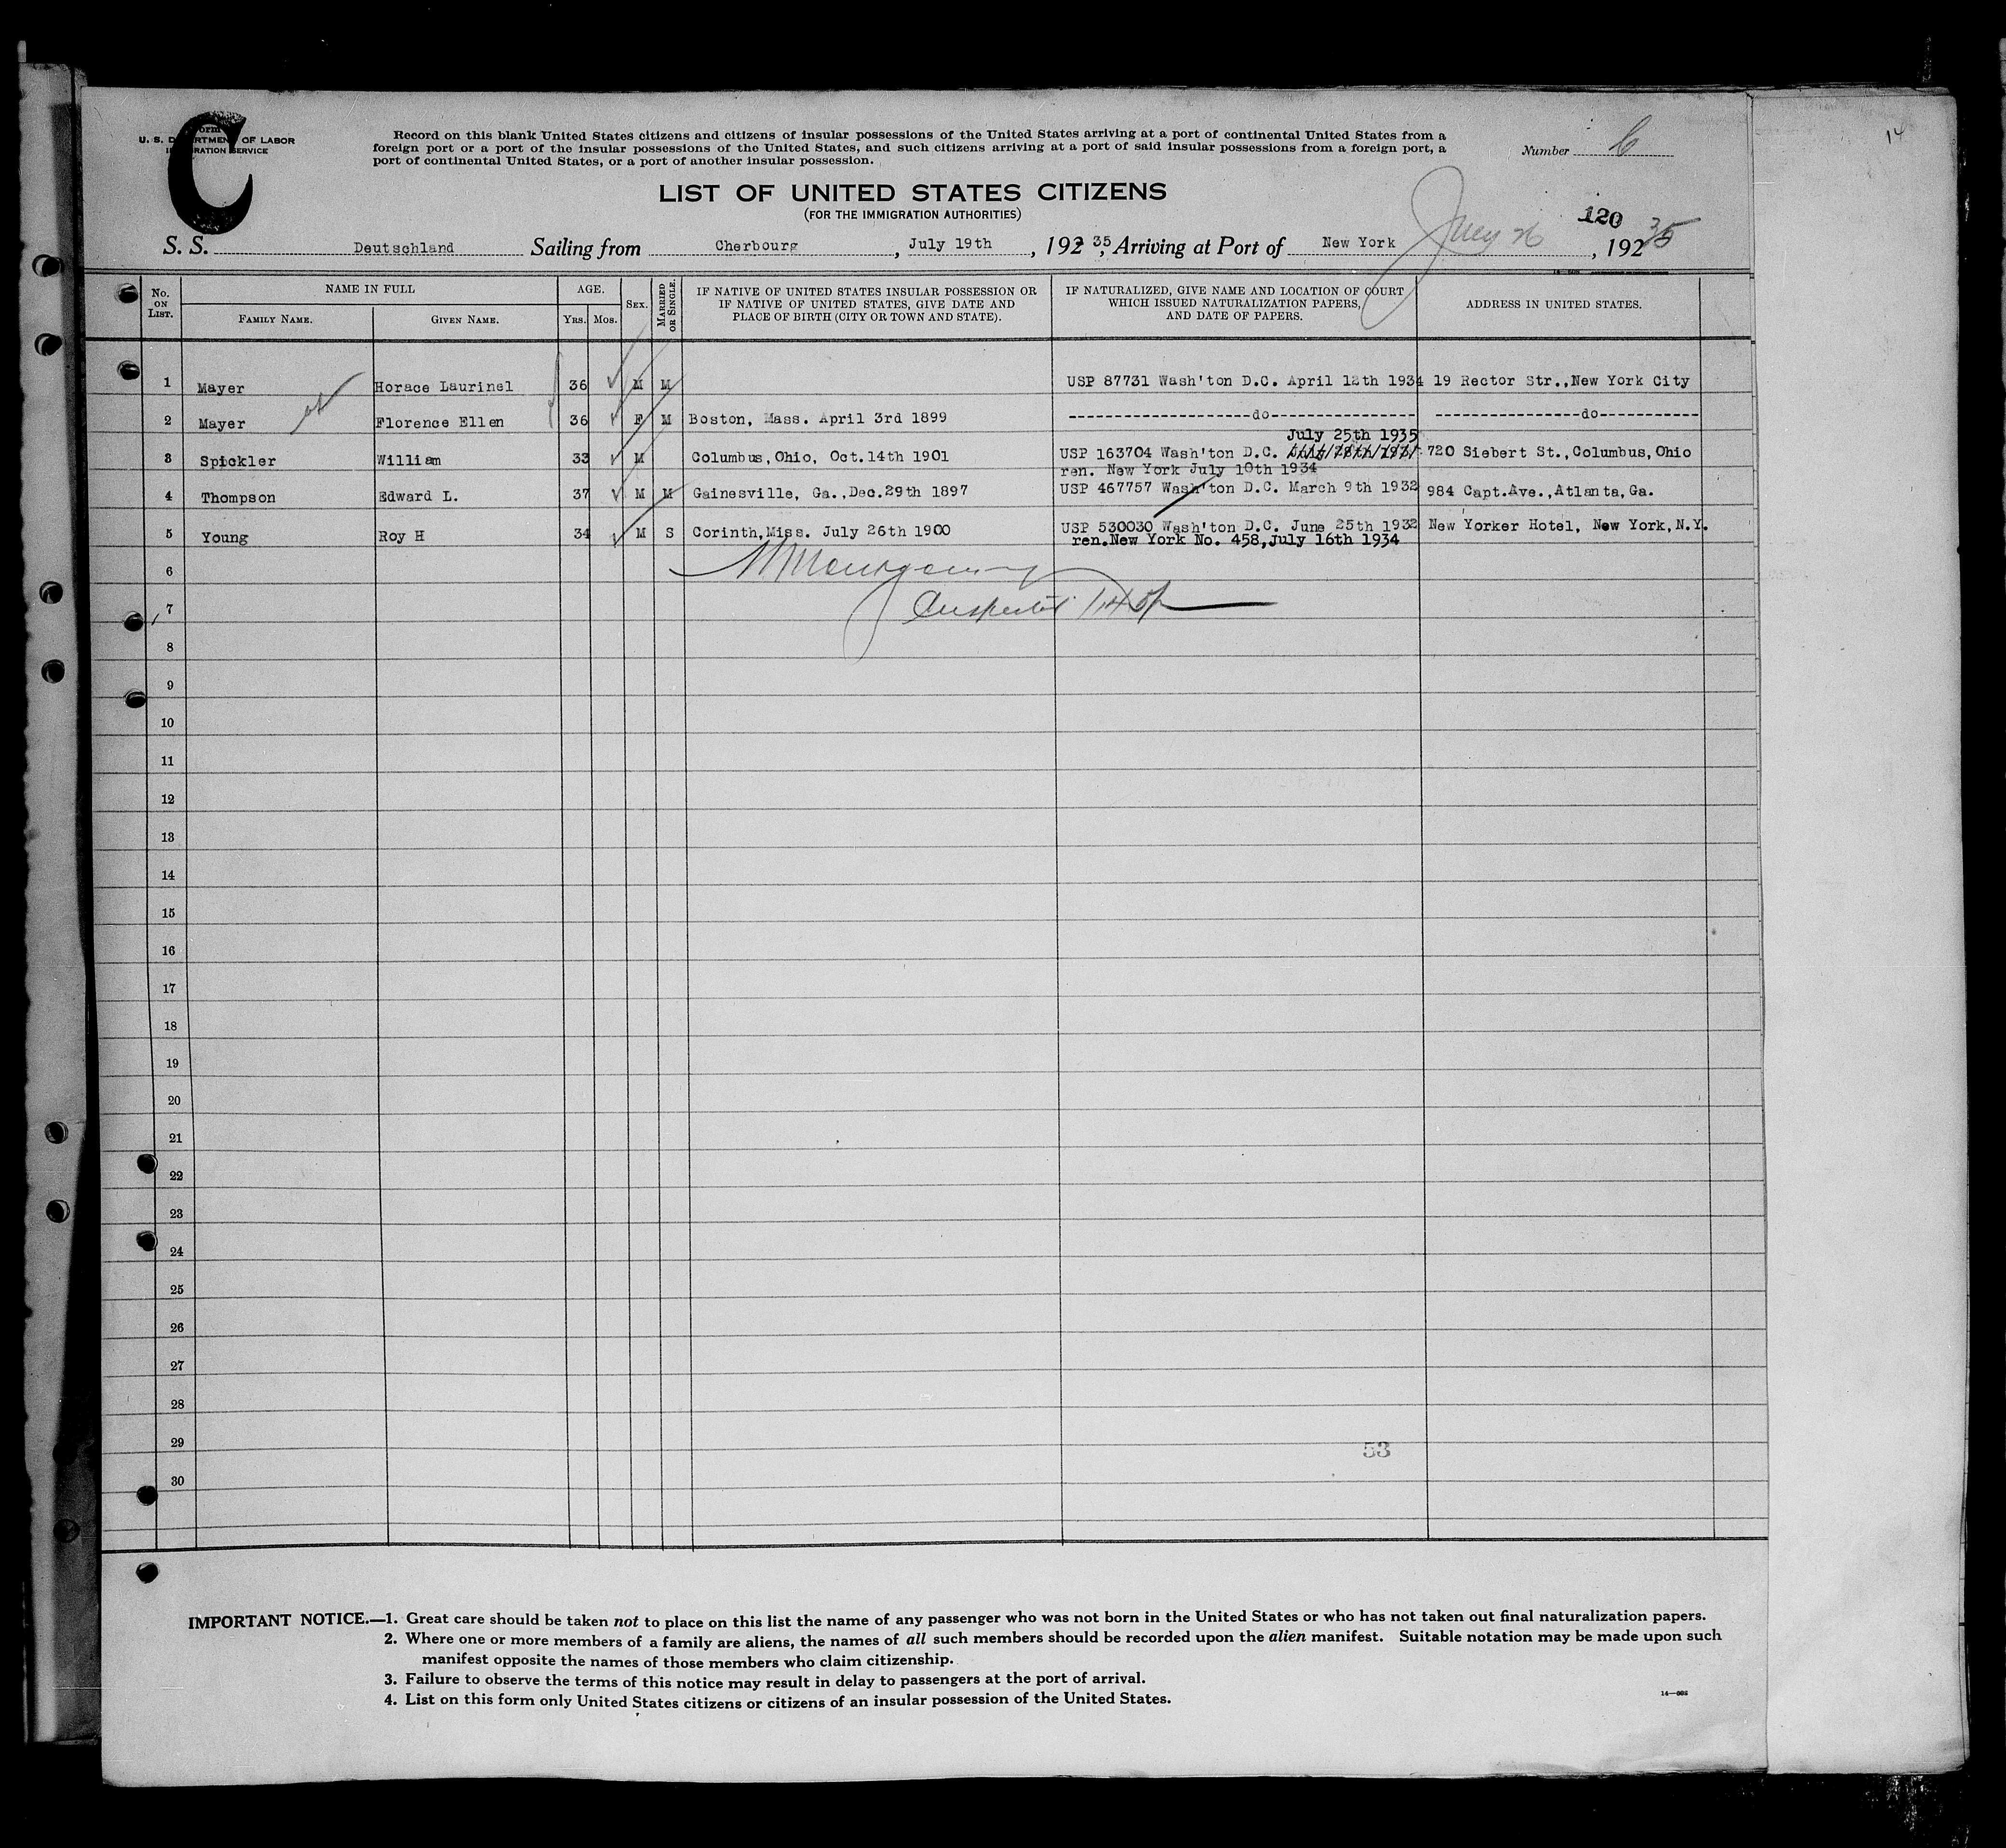 14
C
U. S. DEPARTMENT OF LABOR
IMMIGRATION SERVICE
Record on this blank United States citizens and citizens of insular possessions of the United States arriving at a port of continental United States from a
foreign port or a port of the insular possessions of the United States, and such citizens arriving at a port of said insular possessions from a foreign port, a
port of continental United States, or a port of another insular possession.
Number 6
LIST OF UNITED STATES CITIZENS
(FOR THE IMMIGRATION AUTHORITIES)
120
S. S. Deutschland Sailing from Cherbourg, July 19th, 192 35, Arriving at Port of New York July 26, 192 35
No. ON LIST. NAME IN FULL AGE. SEX. MARRIED OR SINGLE. IF NATIVE OF UNITED STATES INSULAR POSSESSION OR IF NATIVE OF UNITED STATES, GIVE DATE AND PLACE OF BIRTH (CITY OR TOWN AND STATE). IF NATURALIZED, GIVE NAME AND LOCATION OF COURT WHICH ISSUED NATURALIZATION PAPERS, AND DATE OF PAPERS. ADDRESS IN UNITED STATES.
FAMILY NAME. GIVEN NAME. YRS. MOS.
1 Mayer Horace Laurinel 36 M M USP 87731 Wash'ton D.C. April 12th 1934 19 Rector Str.,New York City
2 Mayer Florence Ellen 36 F M Boston, Mass. April 3rd 1899 --------------------do---------------- ----------------do-----------
July 25th 1935
3 Spickler William 33 M Columbus,Ohio, Oct.14th 1901 USP 163704 Wash'ton D.C. 720 Siebert St.,Columbus,Ohio
ren. New York July 10th 1934
4 Thompson Edward L. 37 M M Gainesville, Ga.,Dec.29th 1897 USP 467757 Wash'ton D.C. March 9th 1932 984 Capt.Ave.,Atlanta,Ga.
5 Young Roy H 34 M S Corinth,Miss. July 26th 1900 USP 530030 Wash'ton D.C. June 25th 1932 New Yorker Hotel, New York,N.Y.
ren.New York No. 458,July 16th 1934
6
7 Inspector
8
9
10
11
12
13
14
15
16
17
18
19
20
21
22
23
24
25
26
27
28
29 53
30
IMPORTANT NOTICE.—1. Great care should be taken not to place on this list the name of any passenger who was not born in the United States or who has not taken out final naturalization papers.
2. Where one or more members of a family are aliens, the names of all such members should be recorded upon the alien manifest. Suitable notation may be made upon such
manifest opposite the names of those members who claim citizenship.
3. Failure to observe the terms of this notice may result in delay to passengers at the port of arrival.
4. List on this form only United States citizens or citizens of an insular possession of the United States.